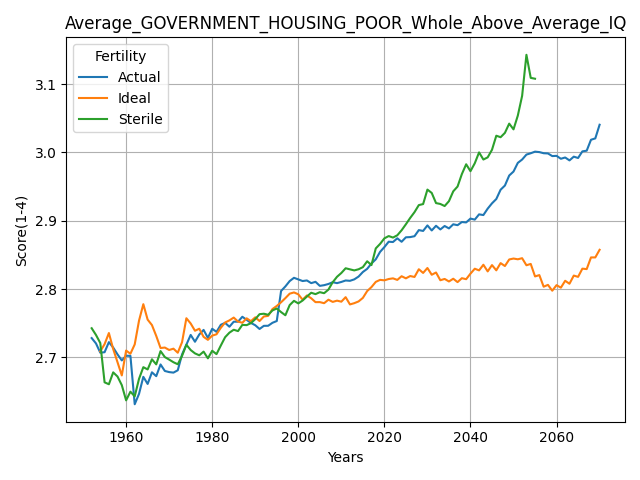 Average_GOVERNMENT_HOUSING_POOR_Whole_Above_Average_IQ
Fertility
Actual
Ideal
Sterile
Score(1-4)
3.1
3.0
2.9
2.8
2.7
1960 1980 2000 2020 2040 2060
Years